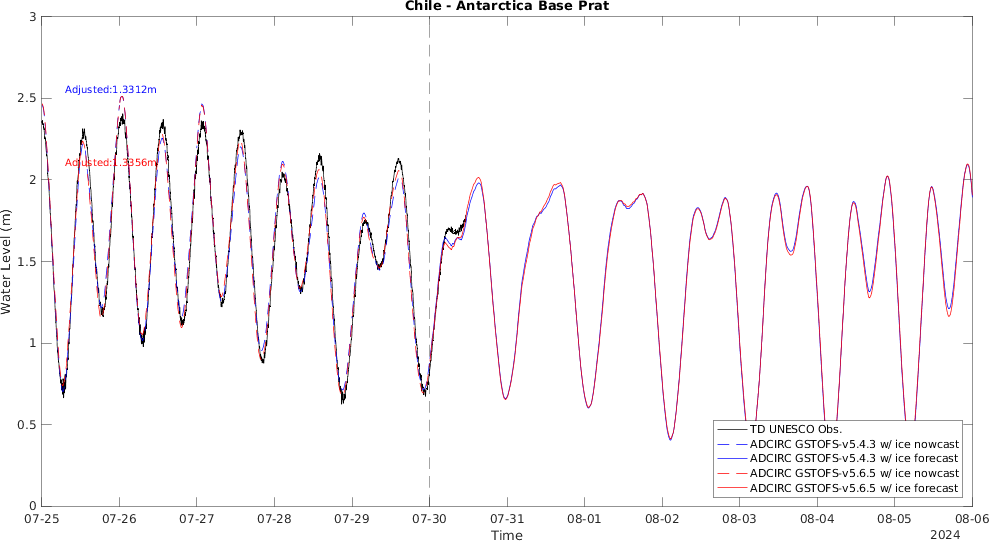 Chile - Antarctica Base Prat
Water Level (m)
3
2.5
2
1.5
1
0.5
0
Adjusted:1.3312m
Adjusted:1.3356m
TD UNESCO Obs.
ADCIRC GSTOFS-v5.4.3 w/ ice nowcast
ADCIRC GSTOFS-v5.4.3 w/ ice forecast
ADCIRC GSTOFS-v5.6.5 w/ ice nowcast
ADCIRC GSTOFS-v5.6.5 w/ ice forecast
07-25 07-26 07-27 07-28 07-29 07-30 07-31 08-01 08-02 08-03 08-04 08-05 08-06
Time
2024